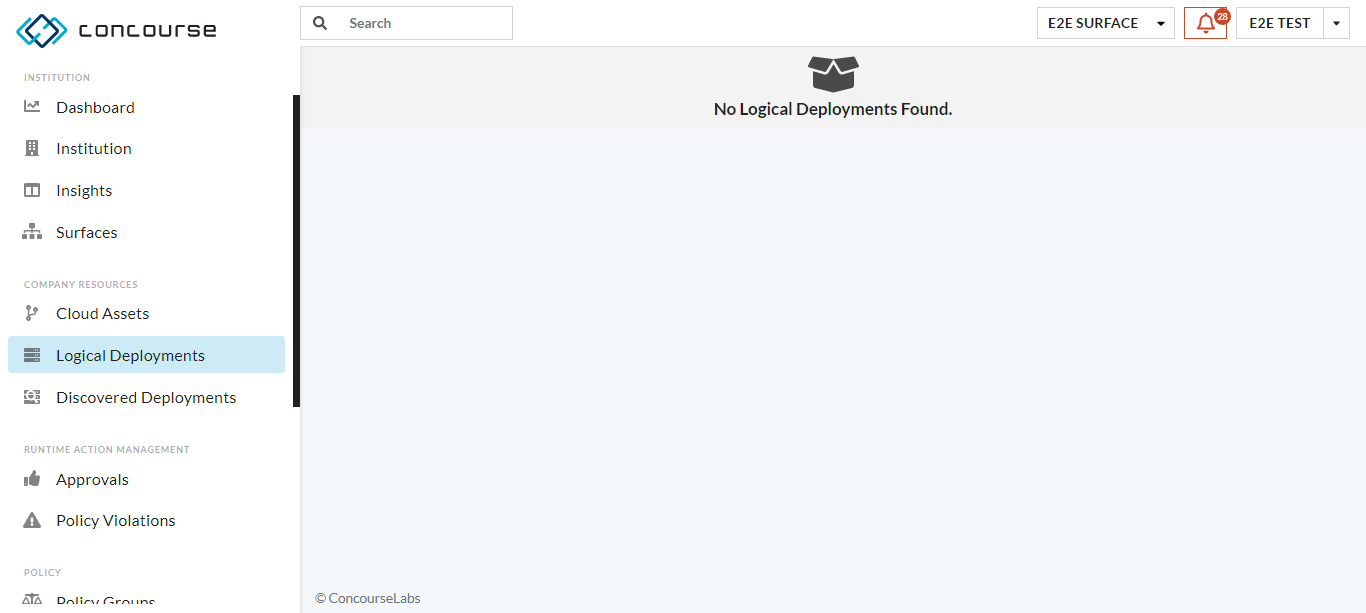 concourse
Search
E2E SURFACE
28
E2E TEST
INSTITUTION
Dashboard
Institution
Insights
Surfaces
COMPANY RESOURCES
Cloud Assets
Logical Deployments
Discovered Deployments
RUNTIME ACTION MANAGEMENT
Approvals
Policy Violations
POLICY
Policy Groups
No Logical Deployments Found.
© ConcourseLabs